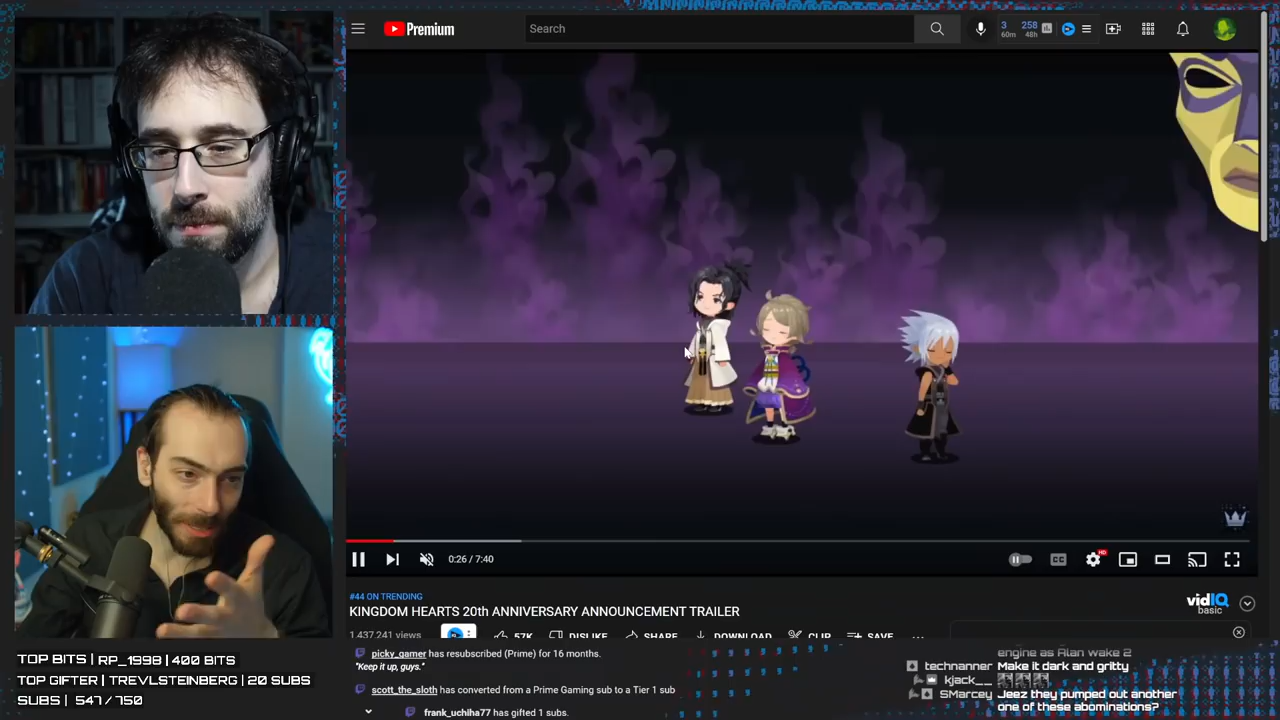 Premium
Search
3
60m
258
48h
0:26 / 7:40
CC
HD
#44 ON TRENDING
KINGDOM HEARTS 20th ANNIVERSARY ANNOUNCEMENT TRAILER
vidIQ
basic
1,437,241 views
57K
DISLIKE
SHARE
DOWNLOAD
CLIP
SAVE
...
TOP BITS | RP_1998 | 400 BITS
TOP GIFTER | TREVLSTEINBERG | 20 SUBS
SUBS | 547 / 750
picky_gamer has resubscribed (Prime) for 16 months.
"Keep it up, guys."
scott_the_sloth has converted from a Prime Gaming sub to a Tier 1 sub
frank_uchiha77 has gifted 1 subs.
engine as Alan wake 2
technanner Make it dark and gritty
kjack__
SMarcey Jeez they pumped out another
one of these abominations?